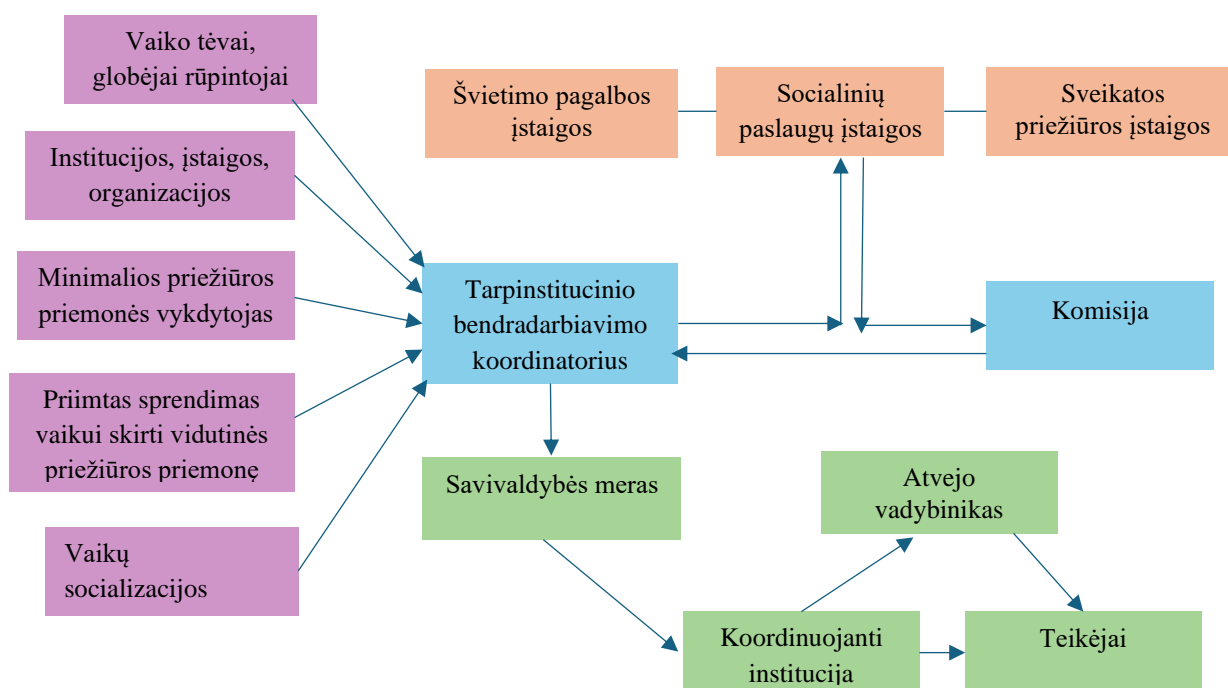 Vaiko tėvai,
globėjai rūpintojai
Institucijos, įstaigos,
organizacijos
Minimalios priežiūros
priemonės vykdytojas
Priimtas sprendimas
vaikui skirti vidutinės
priežiūros priemonę
Vaikų
socializacijos
Švietimo pagalbos
įstaigos
Socialinių
paslaugų įstaigos
Sveikatos
priežiūros įstaigos
Tarpinstitucinio
bendradarbiavimo
koordinatorius
Komisija
Savivaldybės meras
Atvejo
vadybinikas
Koordinuojanti
institucija
Teikėjai